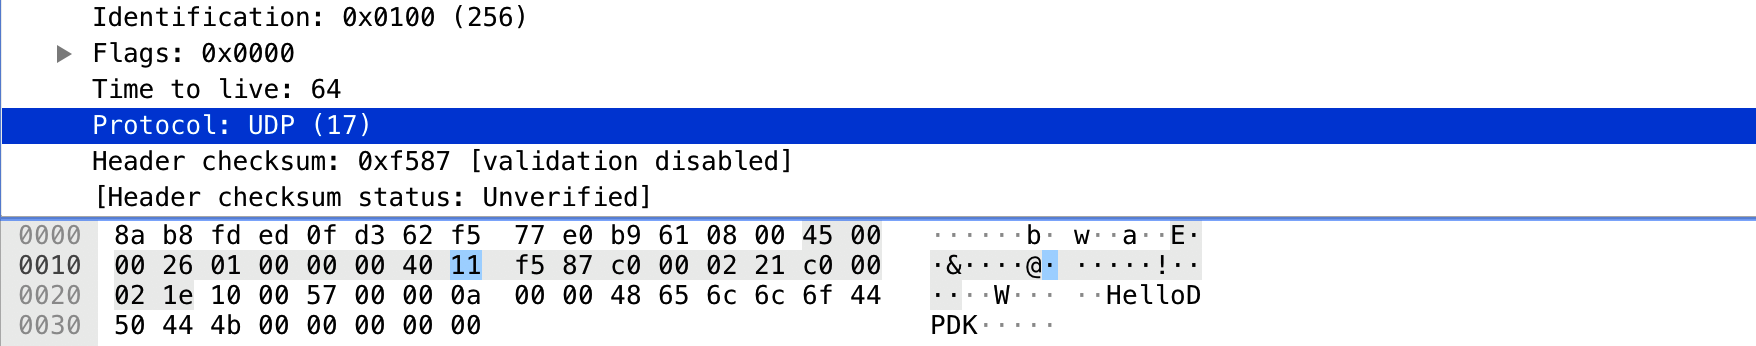 Identification: 0x0100 (256)
Flags: 0x0000
Time to live: 64
Protocol: UDP (17)
Header checksum: 0xf587 [validation disabled]
[Header checksum status: Unverified]
0000 8a b8 fd ed 0f d3 62 f5 77 e0 b9 61 08 00 45 00 ······b· w··a··E·
0010 00 26 01 00 00 00 40 11 f5 87 c0 00 02 21 c0 00 ·&····@· ·····!··
0020 02 1e 10 00 57 00 00 0a 00 00 48 65 6c 6c 6f 44 ····W··· ··HelloD
0030 50 44 4b 00 00 00 00 00 PDK·····